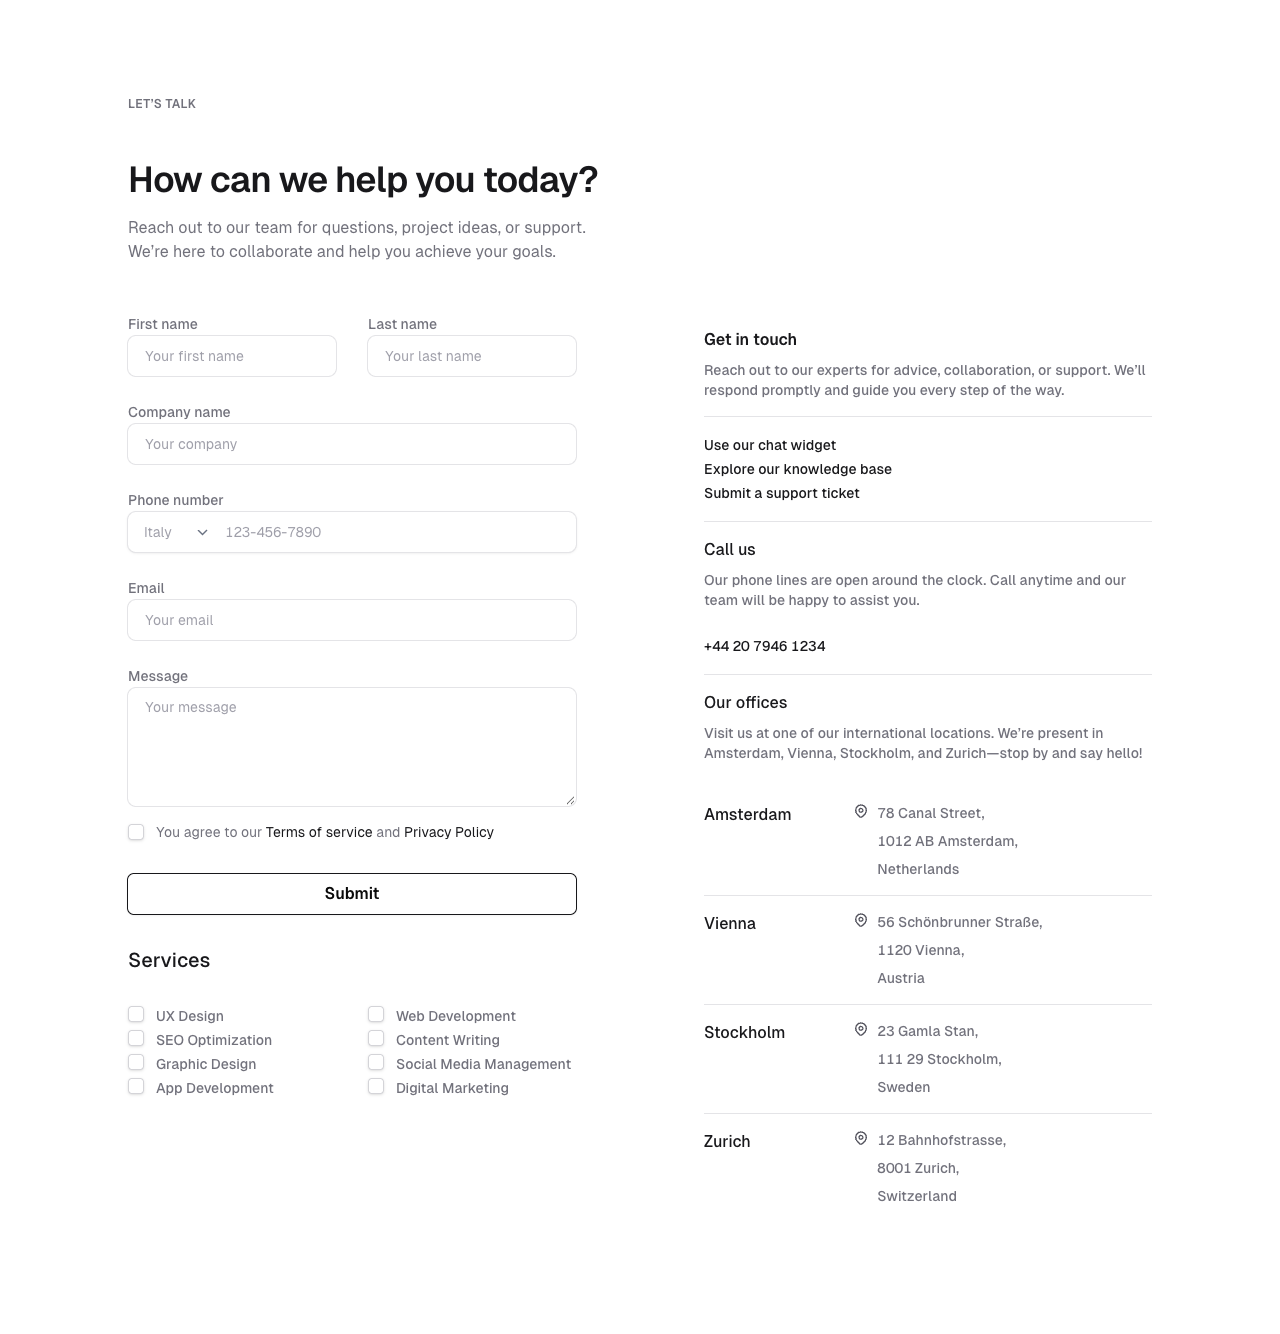 LET’S TALK
How can we help you today?
Reach out to our team for questions, project ideas, or support.
We’re here to collaborate and help you achieve your goals.
First name
Your first name
Last name
Your last name
Company name
Your company
Phone number
Italy
123-456-7890
Email
Your email
Message
Your message
You agree to our Terms of service and Privacy Policy
Submit
Services
UX Design
SEO Optimization
Graphic Design
App Development
Web Development
Content Writing
Social Media Management
Digital Marketing
Get in touch
Reach out to our experts for advice, collaboration, or support. We’ll
respond promptly and guide you every step of the way.
Use our chat widget
Explore our knowledge base
Submit a support ticket
Call us
Our phone lines are open around the clock. Call anytime and our
team will be happy to assist you.
+44 20 7946 1234
Our offices
Visit us at one of our international locations. We’re present in
Amsterdam, Vienna, Stockholm, and Zurich—stop by and say hello!
Amsterdam
78 Canal Street,
1012 AB Amsterdam,
Netherlands
Vienna
56 Schönbrunner Straße,
1120 Vienna,
Austria
Stockholm
23 Gamla Stan,
111 29 Stockholm,
Sweden
Zurich
12 Bahnhofstrasse,
8001 Zurich,
Switzerland